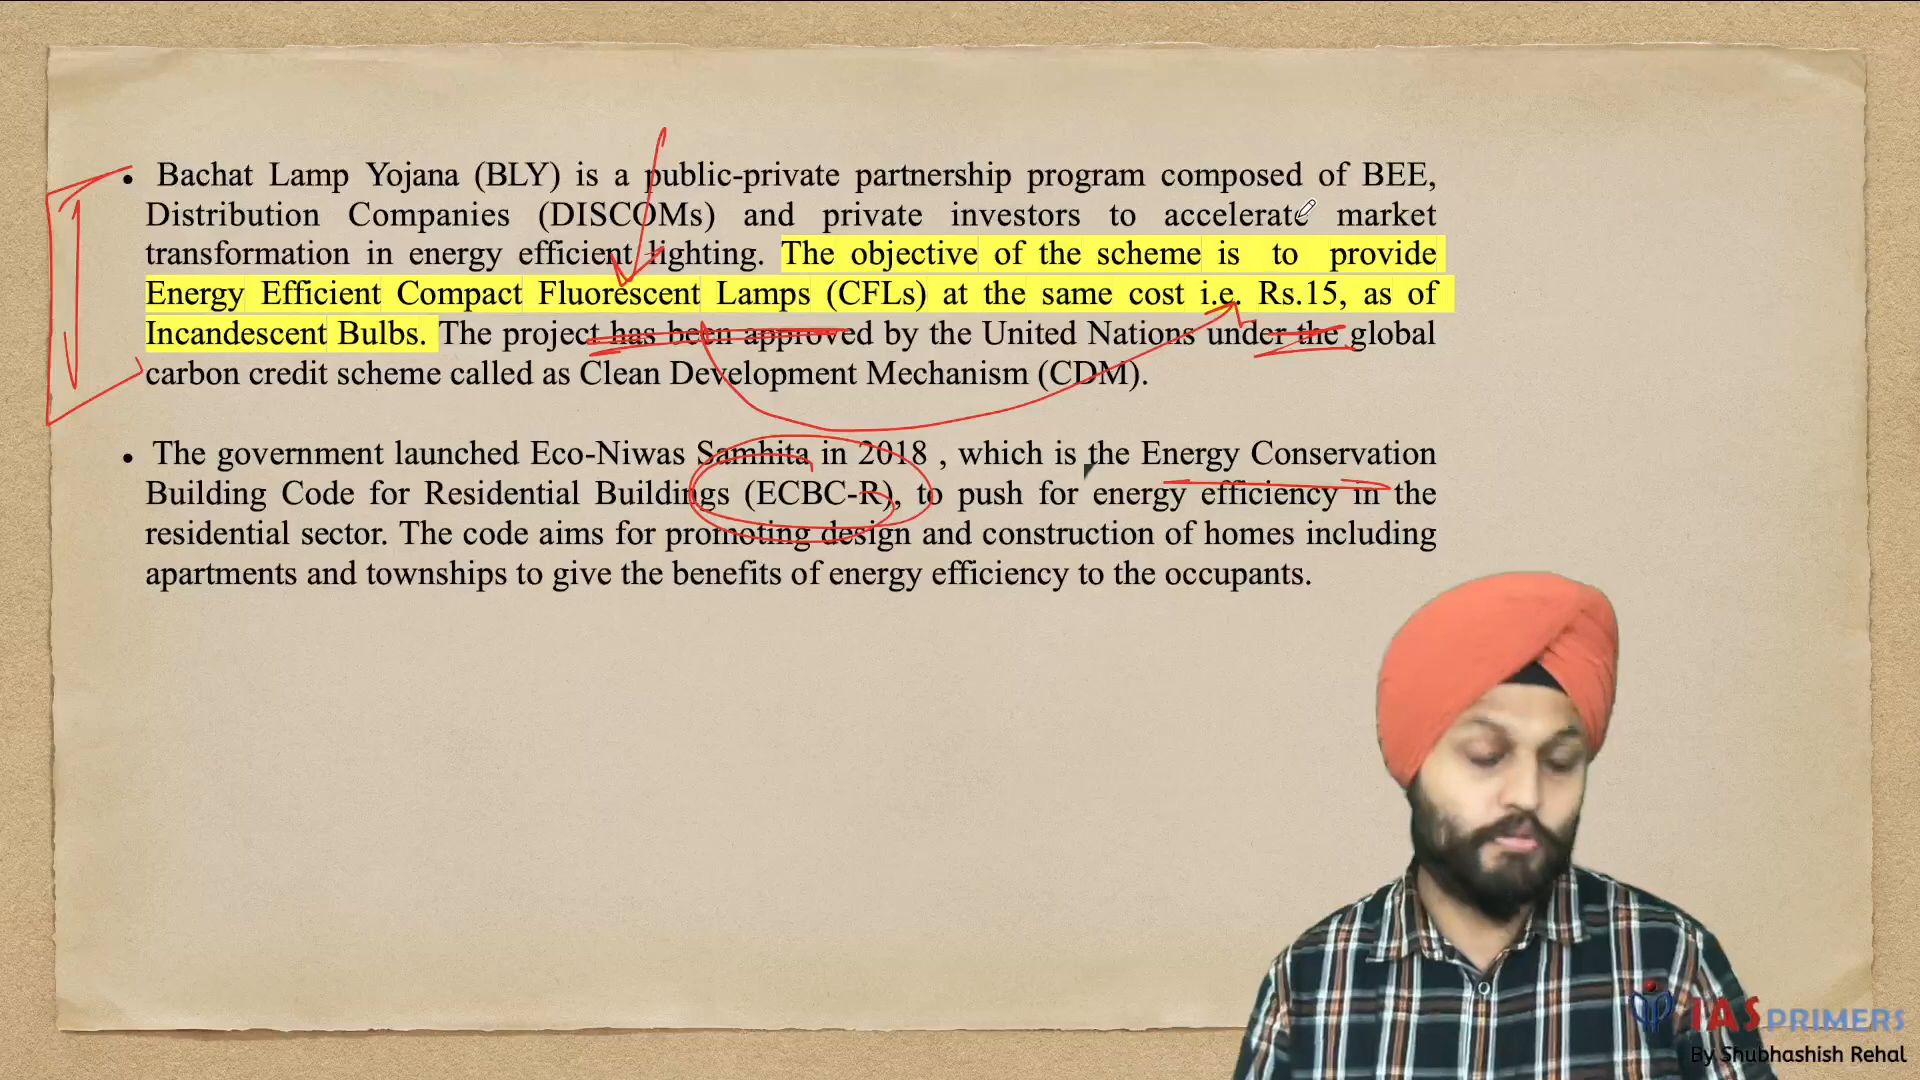 • Bachat Lamp Yojana (BLY) is a public-private partnership program composed of BEE,
Distribution Companies (DISCOMs) and private investors to accelerate market
transformation in energy efficient lighting. The objective of the scheme is to provide
Energy Efficient Compact Fluorescent Lamps (CFLs) at the same cost i.e. Rs.15, as of
Incandescent Bulbs. The project has been approved by the United Nations under the global
carbon credit scheme called as Clean Development Mechanism (CDM).
• The government launched Eco-Niwas Samhita in 2018 , which is the Energy Conservation
Building Code for Residential Buildings (ECBC-R), to push for energy efficiency in the
residential sector. The code aims for promoting design and construction of homes including
apartments and townships to give the benefits of energy efficiency to the occupants.
IAS PRIMERS
By Shubhashish Rehal